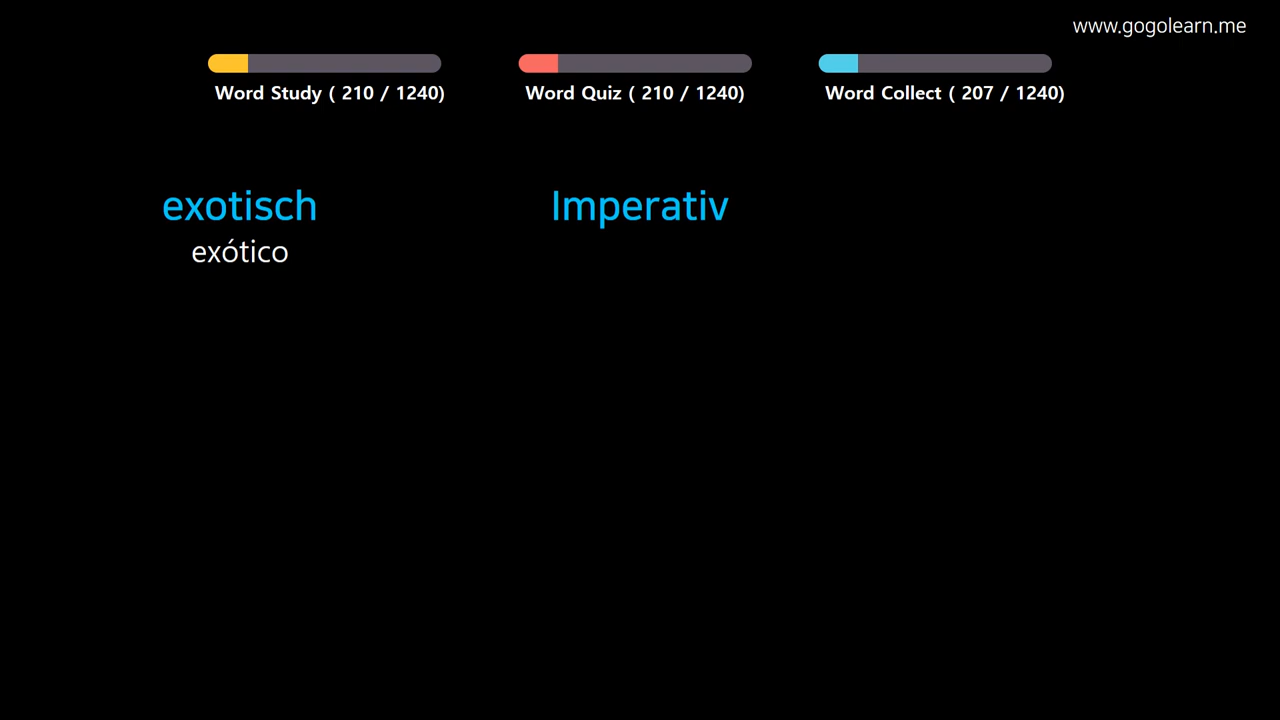 www.gogolearn.me
Word Study ( 210 / 1240)
Word Quiz ( 210 / 1240)
Word Collect ( 207 / 1240)
exotisch
exótico
Imperativ